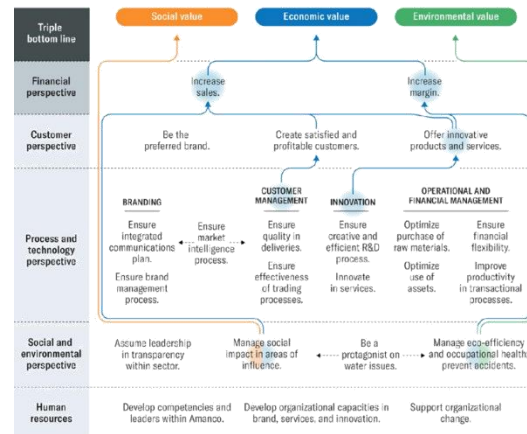 Triple
bottom line
Social value
Economic value
Environmental value
Financial
perspective
Increase
sales.
Increase
margin.
Customer
perspective
Be the
preferred brand.
Create satisfied and
profitable customers.
Offer innovative
products and services.
Process and
technology
perspective
BRANDING
Ensure
integrated
communications
plan.
Ensure brand
management
process.
Ensure
market
intelligence
process.
CUSTOMER
MANAGEMENT
Ensure
quality in
deliveries.
Ensure
effectiveness
of trading
processes.
INNOVATION
Ensure
creative and
efficient R&D
process.
Innovate
in services.
OPERATIONAL AND
FINANCIAL MANAGEMENT
Optimize
purchase of
raw materials.
Optimize
use of
assets.
Ensure
financial
flexibility.
Improve
productivity
in transactional
processes.
Social and
environmental
perspective
Assume leadership
in transparency
within sector.
Manage social
impact in areas of
influence.
Be a
protagonist on
water issues.
Manage eco-efficiency
and occupational health;
prevent accidents.
Human
resources
Develop competencies and
leaders within Amanco.
Develop organizational capacities in
brand, services, and innovation.
Support organizational
change.